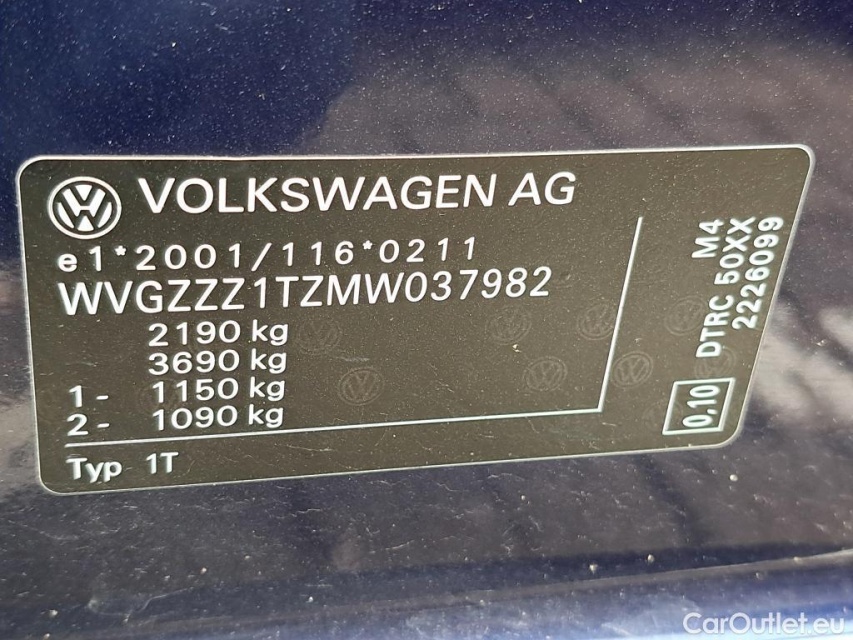 VOLKSWAGEN AG
e1*2001/116*0211
WVGZZZ1TZMW037982
2190 kg
3690 kg
1- 1150 kg
2- 1090 kg
Typ 1T
M4
DTRC 50XX
2226099
0,10
CarOutlet.eu